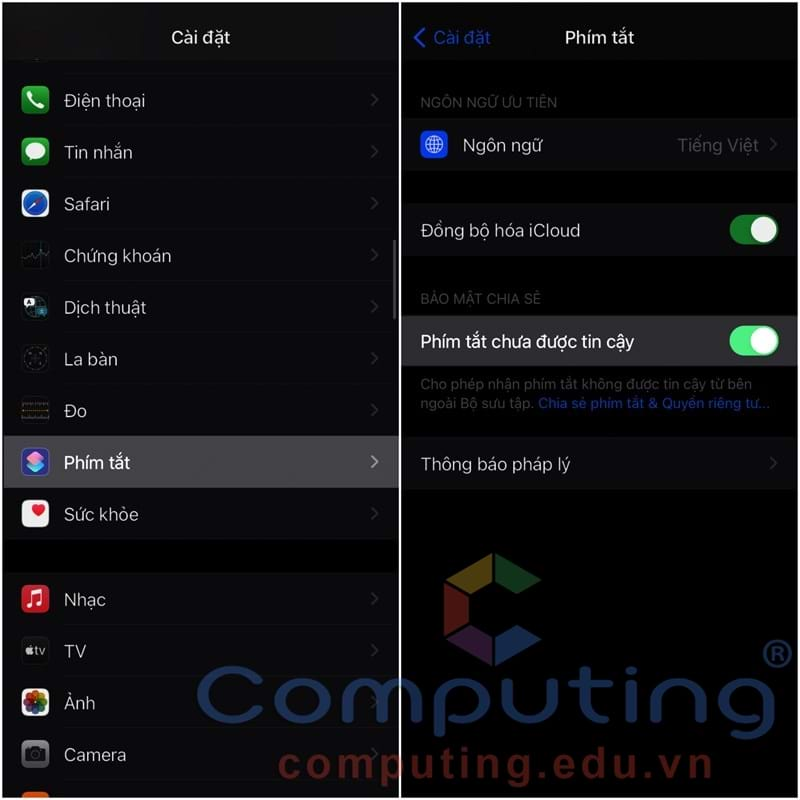 Cài đặt
Điện thoại
Tin nhắn
Safari
Chứng khoán
Dịch thuật
La bàn
Đo
Phím tắt
Sức khỏe
Nhạc
tv
TV
Ảnh
Camera
Cài đặt
Phím tắt
NGÔN NGỮ ƯU TIÊN
Ngôn ngữ
Tiếng Việt
Đồng bộ hóa iCloud
BẢO MẬT CHIA SẺ
Phím tắt chưa được tin cậy
Cho phép nhận phím tắt không được tin cậy từ bên
ngoài Bộ sưu tập. Chia sẻ phím tắt & Quyền riêng tư...
Thông báo pháp lý
Computing®
computing.edu.vn